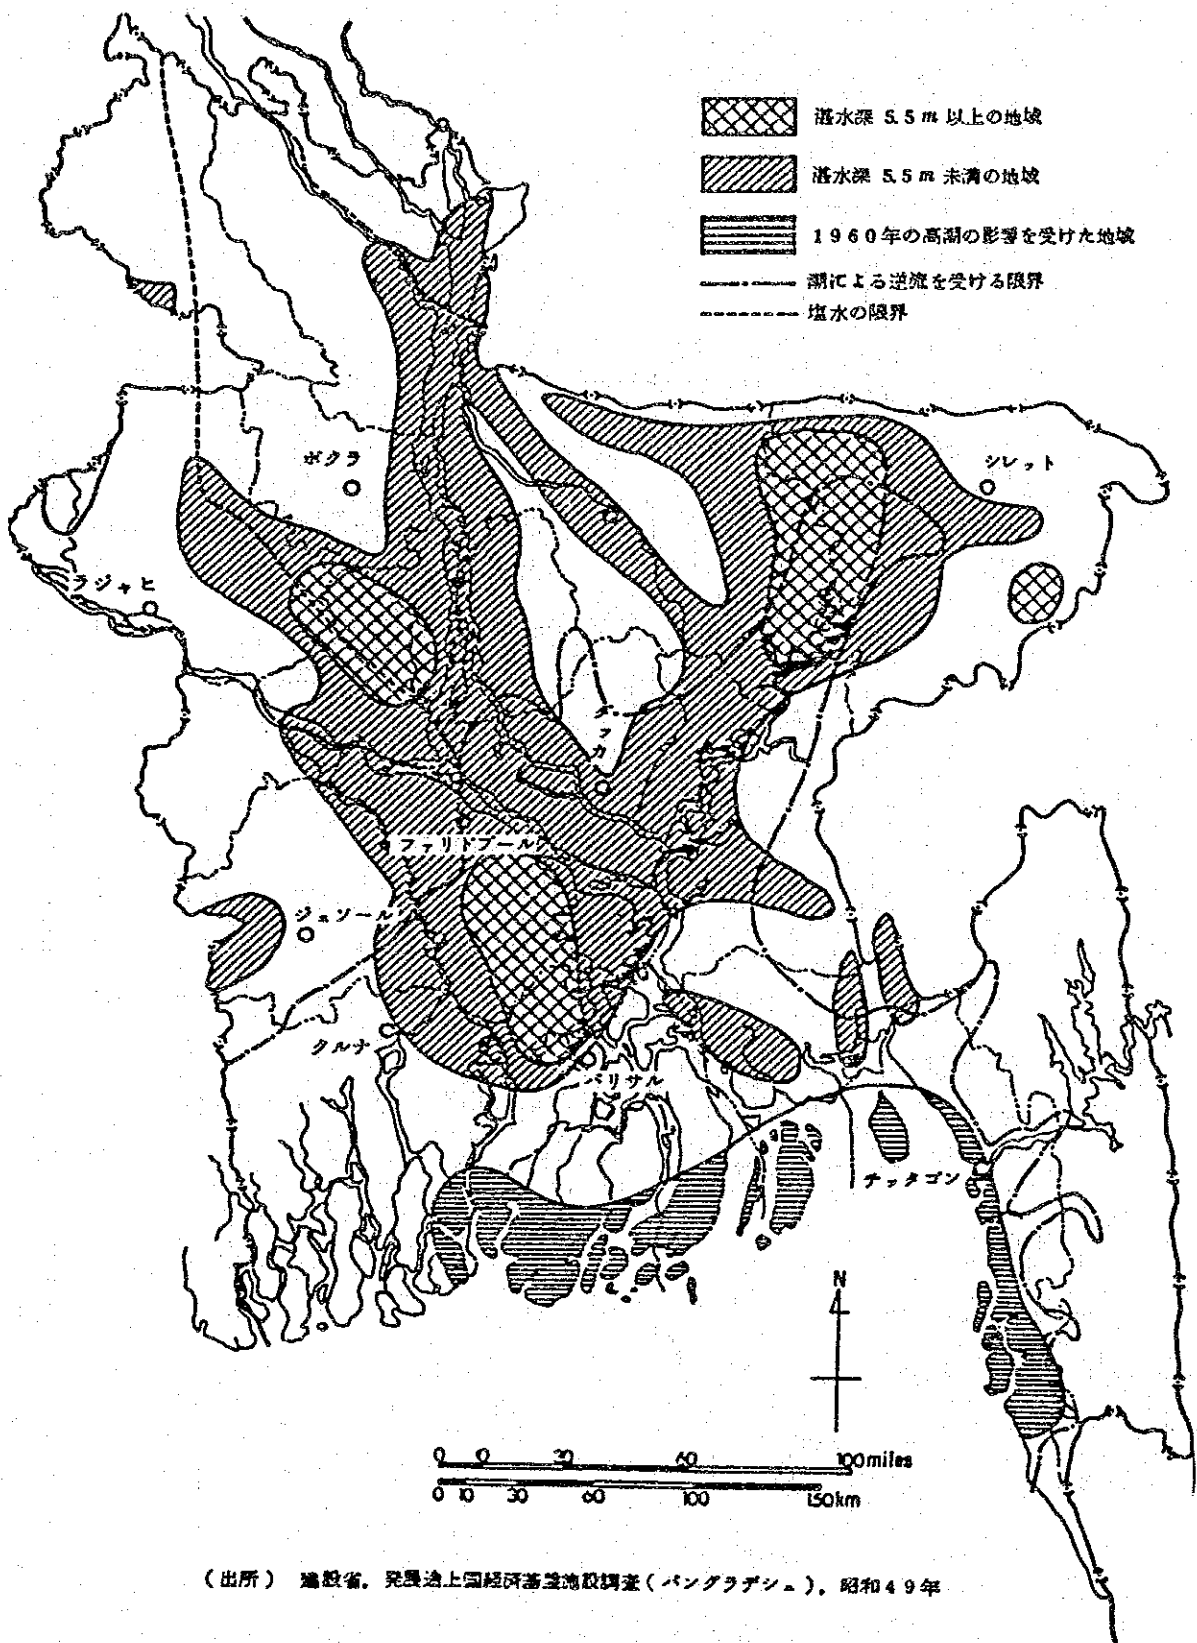 湛水深 5.5m 以上の地域
湛水深 5.5m 未満の地域
1960年の高潮の影響を受けた地域
潮による逆流を受ける限界
塩水の限界
ボクラ
シレット
ラジャヒ
ダッカ
ファリドプール
ジェソール
クルナ
バリサル
チッタゴン
N
0 10 30 60 100miles
0 10 30 60 100 150km
(出所) 建設省,発展途上国経済基盤施設調査(バングラデシュ),昭和49年